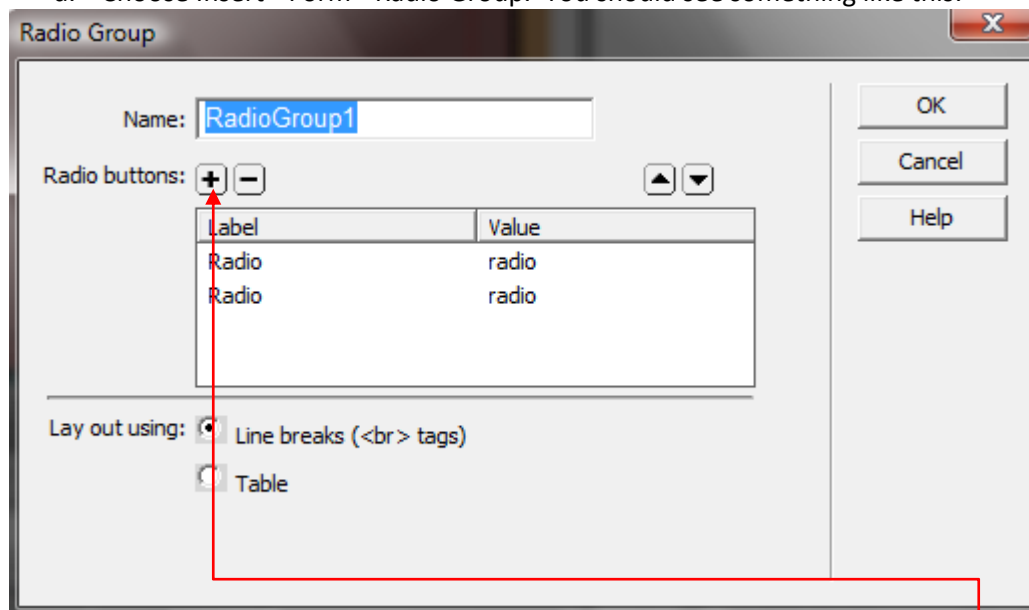 Radio Group
Name: RadioGroup1
OK
Radio buttons:
Cancel
Label Value
Help
Radio radio
Radio radio
Lay out using: Line breaks (<br> tags)
Table